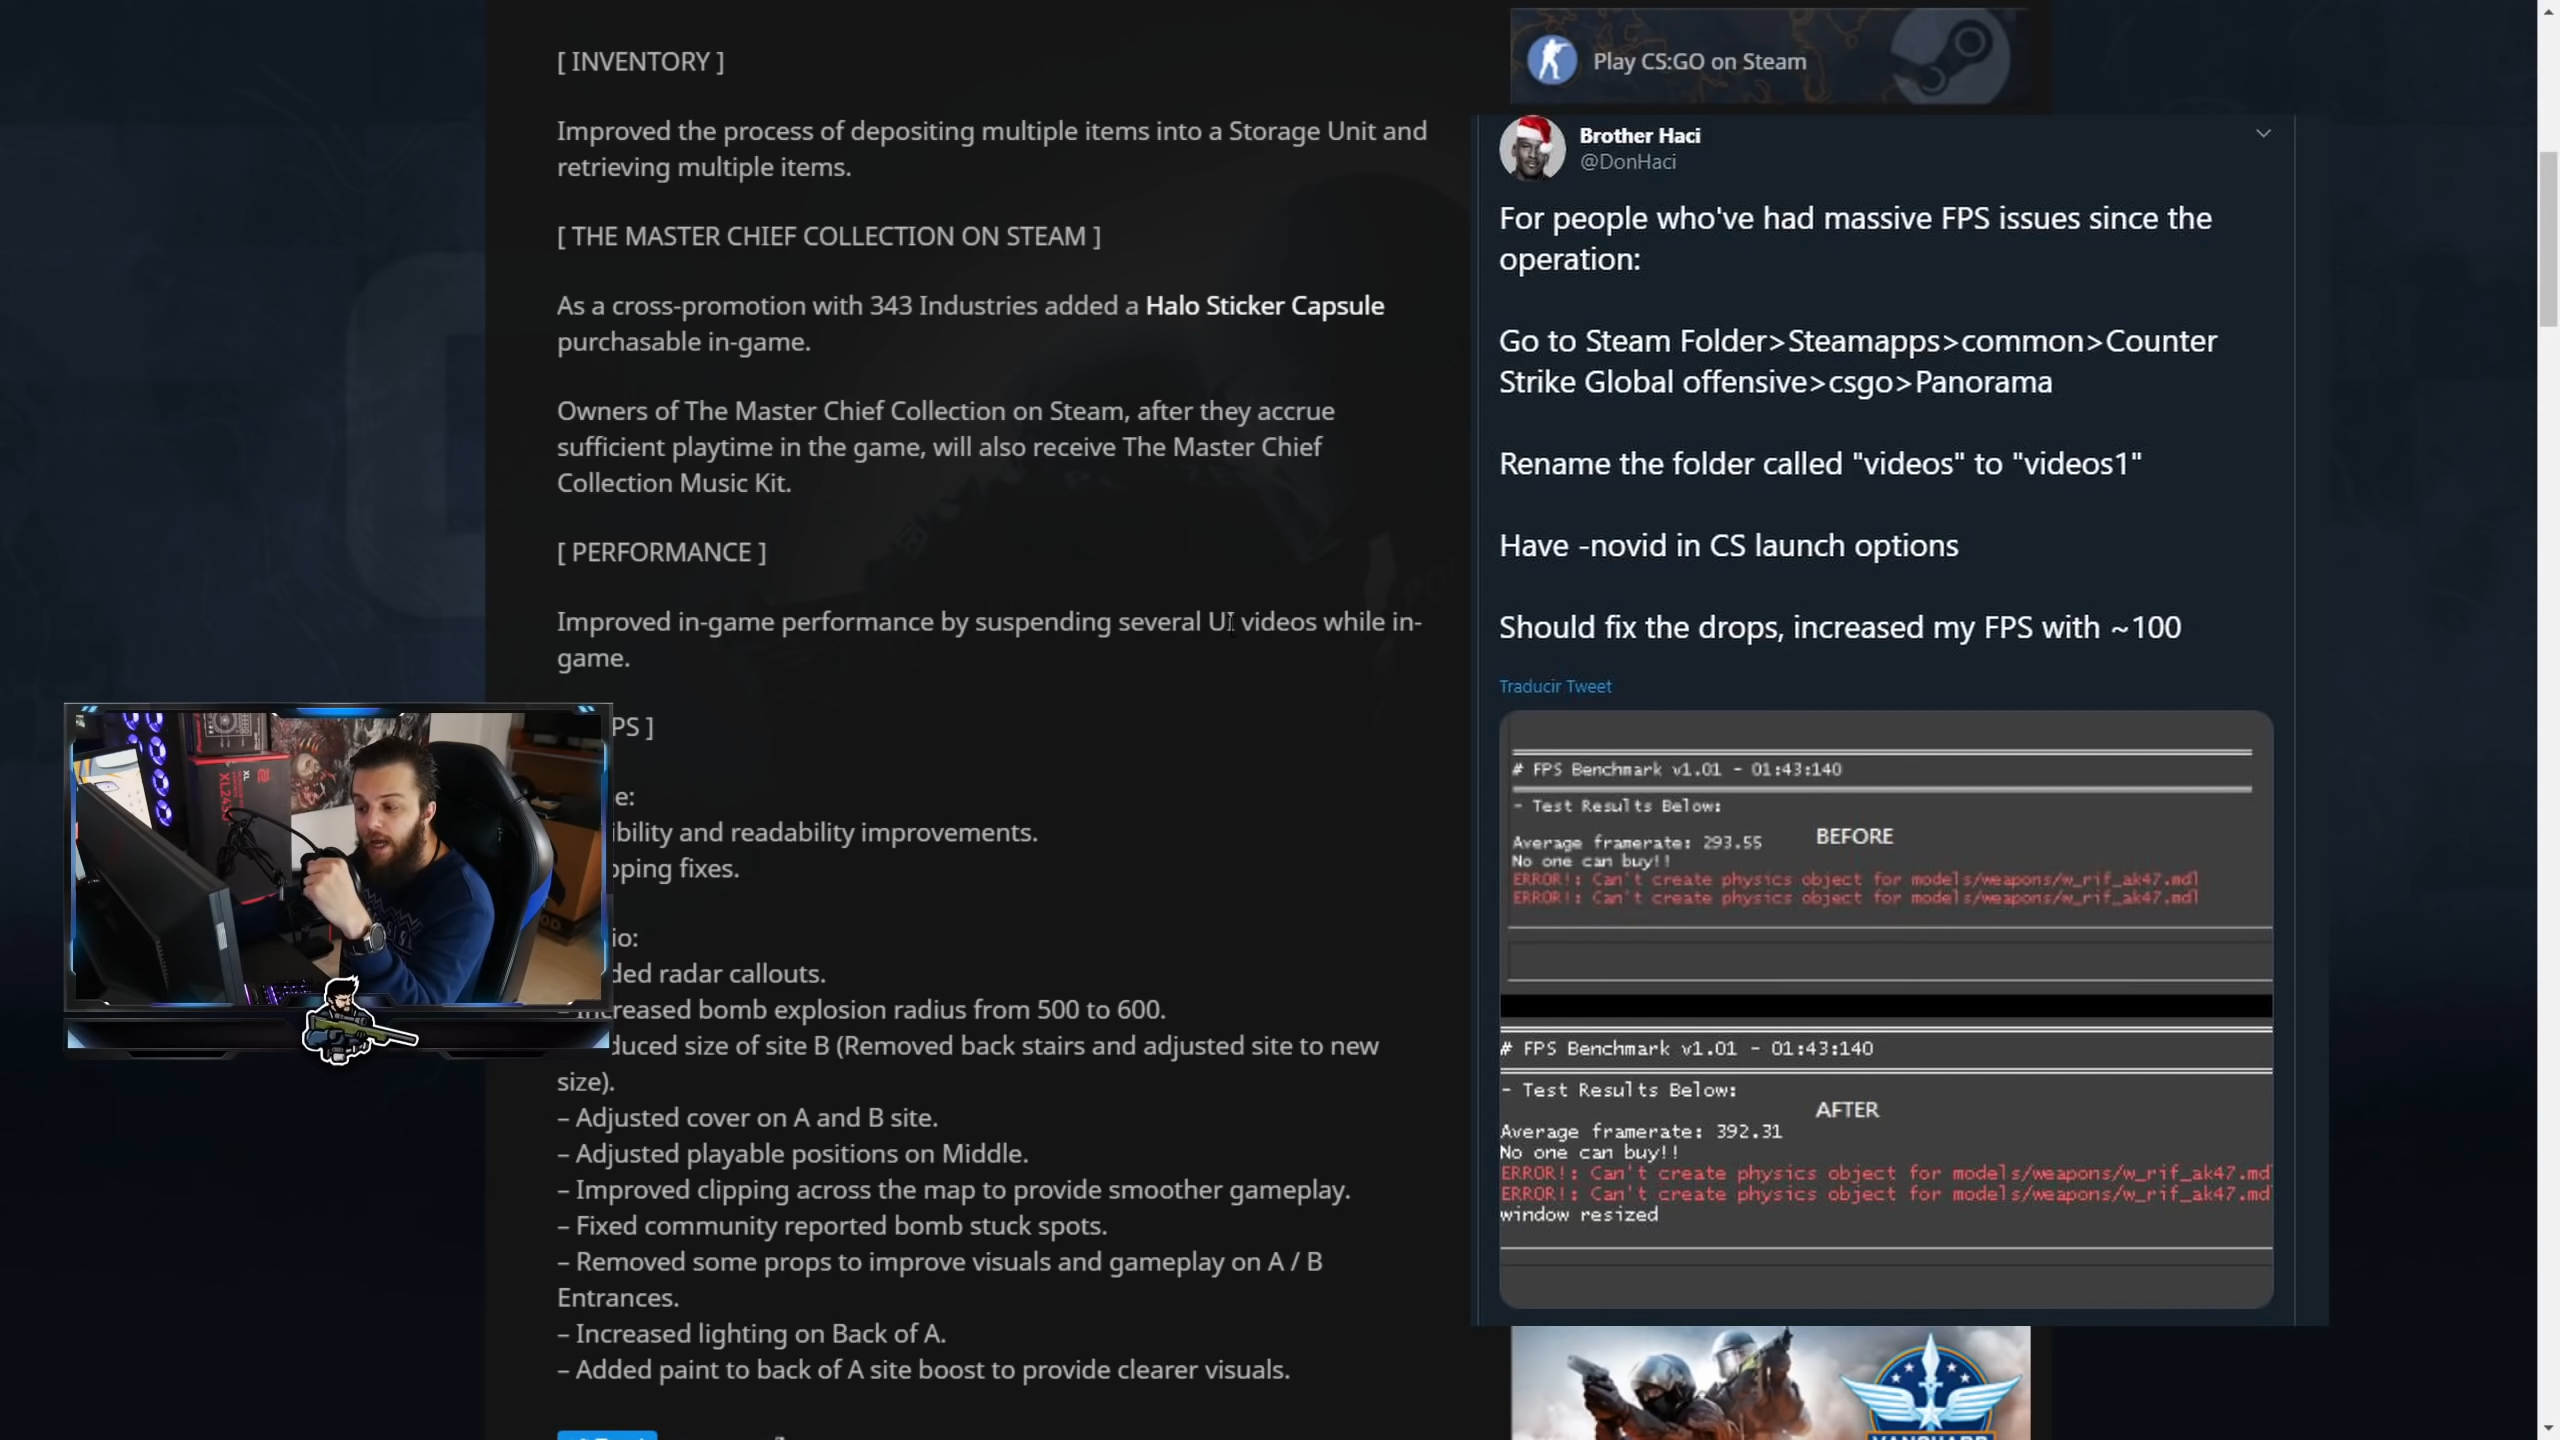 [ INVENTORY ]
Improved the process of depositing multiple items into a Storage Unit and
retrieving multiple items.
[ THE MASTER CHIEF COLLECTION ON STEAM ]
As a cross-promotion with 343 Industries added a Halo Sticker Capsule
purchasable in-game.
Owners of The Master Chief Collection on Steam, after they accrue
sufficient playtime in the game, will also receive The Master Chief
Collection Music Kit.
[ PERFORMANCE ]
Improved in-game performance by suspending several UI videos while in-
game.
PS ]
e:
ibility and readability improvements.
pping fixes.
io:
ded radar callouts.
– Increased bomb explosion radius from 500 to 600.
duced size of site B (Removed back stairs and adjusted site to new
size).
– Adjusted cover on A and B site.
– Adjusted playable positions on Middle.
– Improved clipping across the map to provide smoother gameplay.
– Fixed community reported bomb stuck spots.
– Removed some props to improve visuals and gameplay on A / B
Entrances.
– Increased lighting on Back of A.
– Added paint to back of A site boost to provide clearer visuals.
Play CS:GO on Steam
Brother Haci
@DonHaci
For people who've had massive FPS issues since the
operation:
Go to Steam Folder>Steamapps>common>Counter
Strike Global offensive>csgo>Panorama
Rename the folder called "videos" to "videos1"
Have -novid in CS launch options
Should fix the drops, increased my FPS with ~100
Traducir Tweet
# FPS Benchmark v1.01 - 01:43:140
- Test Results Below:
Average framerate: 293.55 BEFORE
No one can buy!!
ERROR!: Can't create physics object for models/weapons/w_rif_ak47.mdl
ERROR!: Can't create physics object for models/weapons/w_rif_ak47.mdl
# FPS Benchmark v1.01 - 01:43:140
- Test Results Below:
AFTER
Average framerate: 392.31
No one can buy!!
ERROR!: Can't create physics object for models/weapons/w_rif_ak47.md
ERROR!: Can't create physics object for models/weapons/w_rif_ak47.md
window resized
VANGUARD